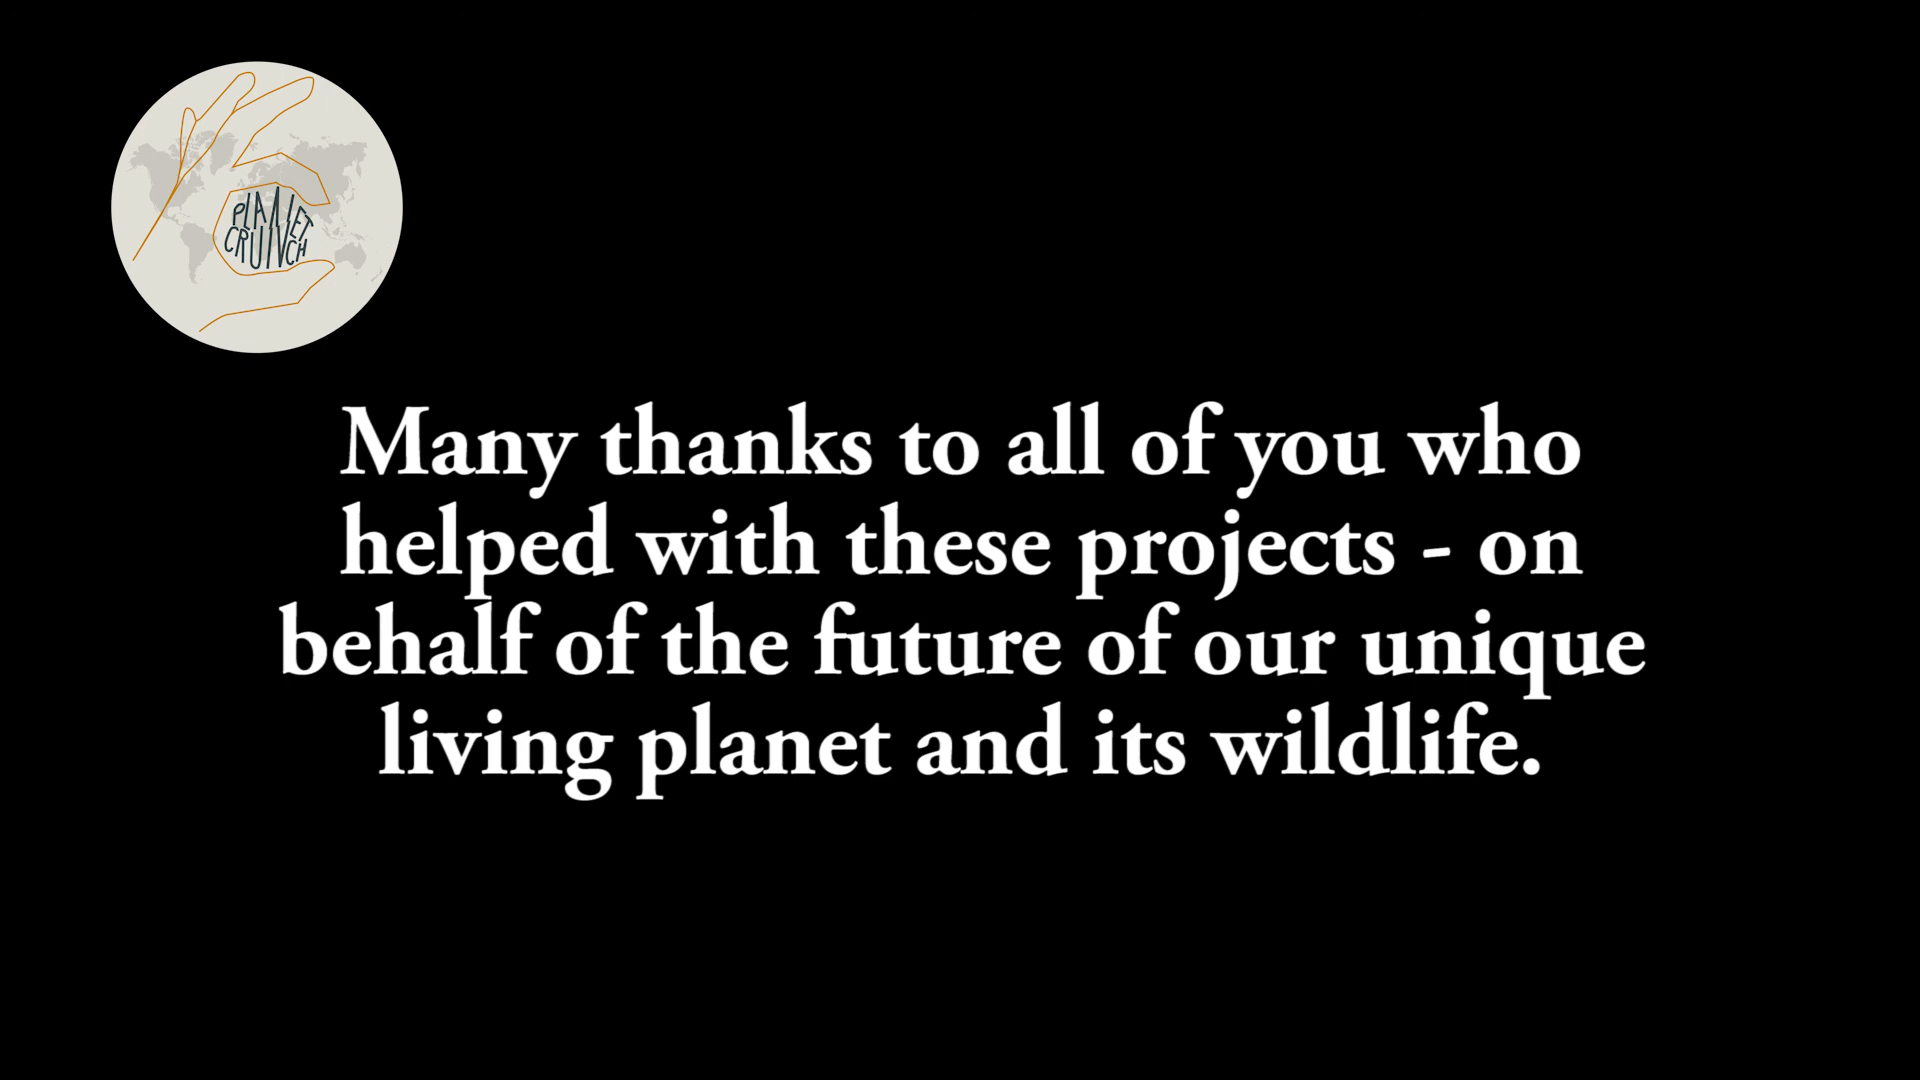 PLANET
CRUNCH
Many thanks to all of you who
helped with these projects - on
behalf of the future of our unique
living planet and its wildlife.